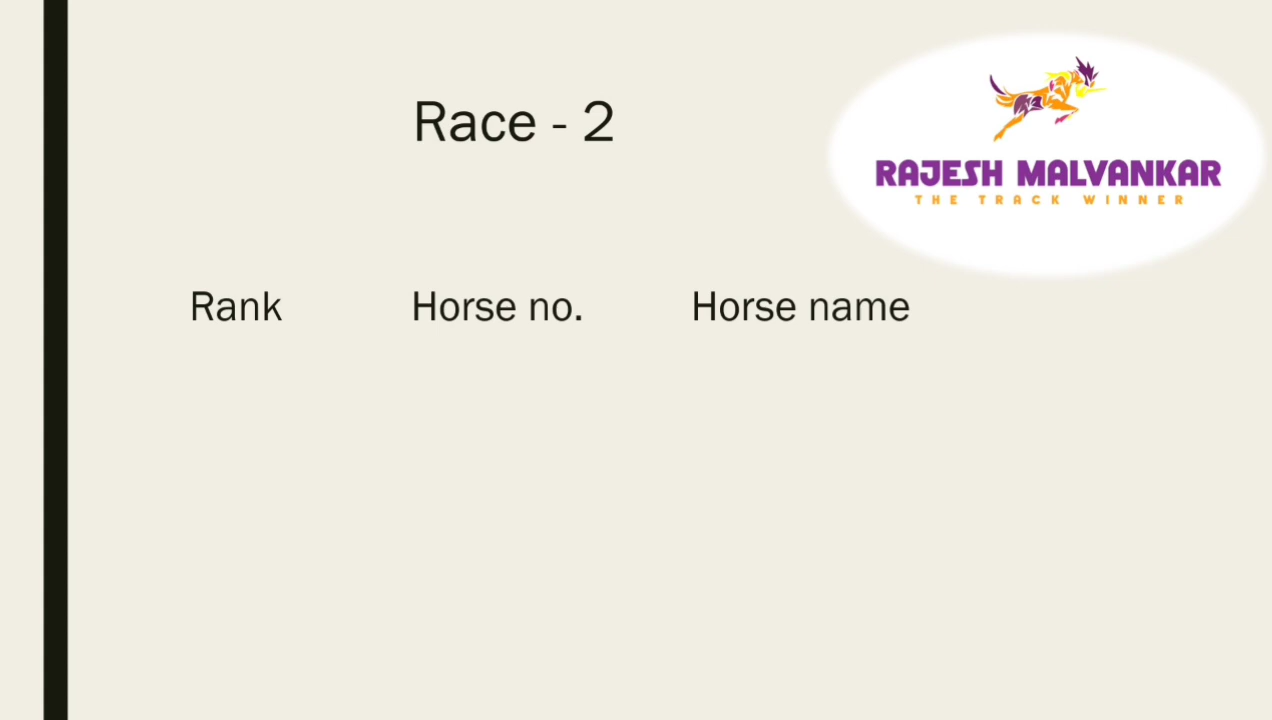 Race - 2
RAJESH MALVANKAR
THE TRACK WINNER
Rank Horse no. Horse name